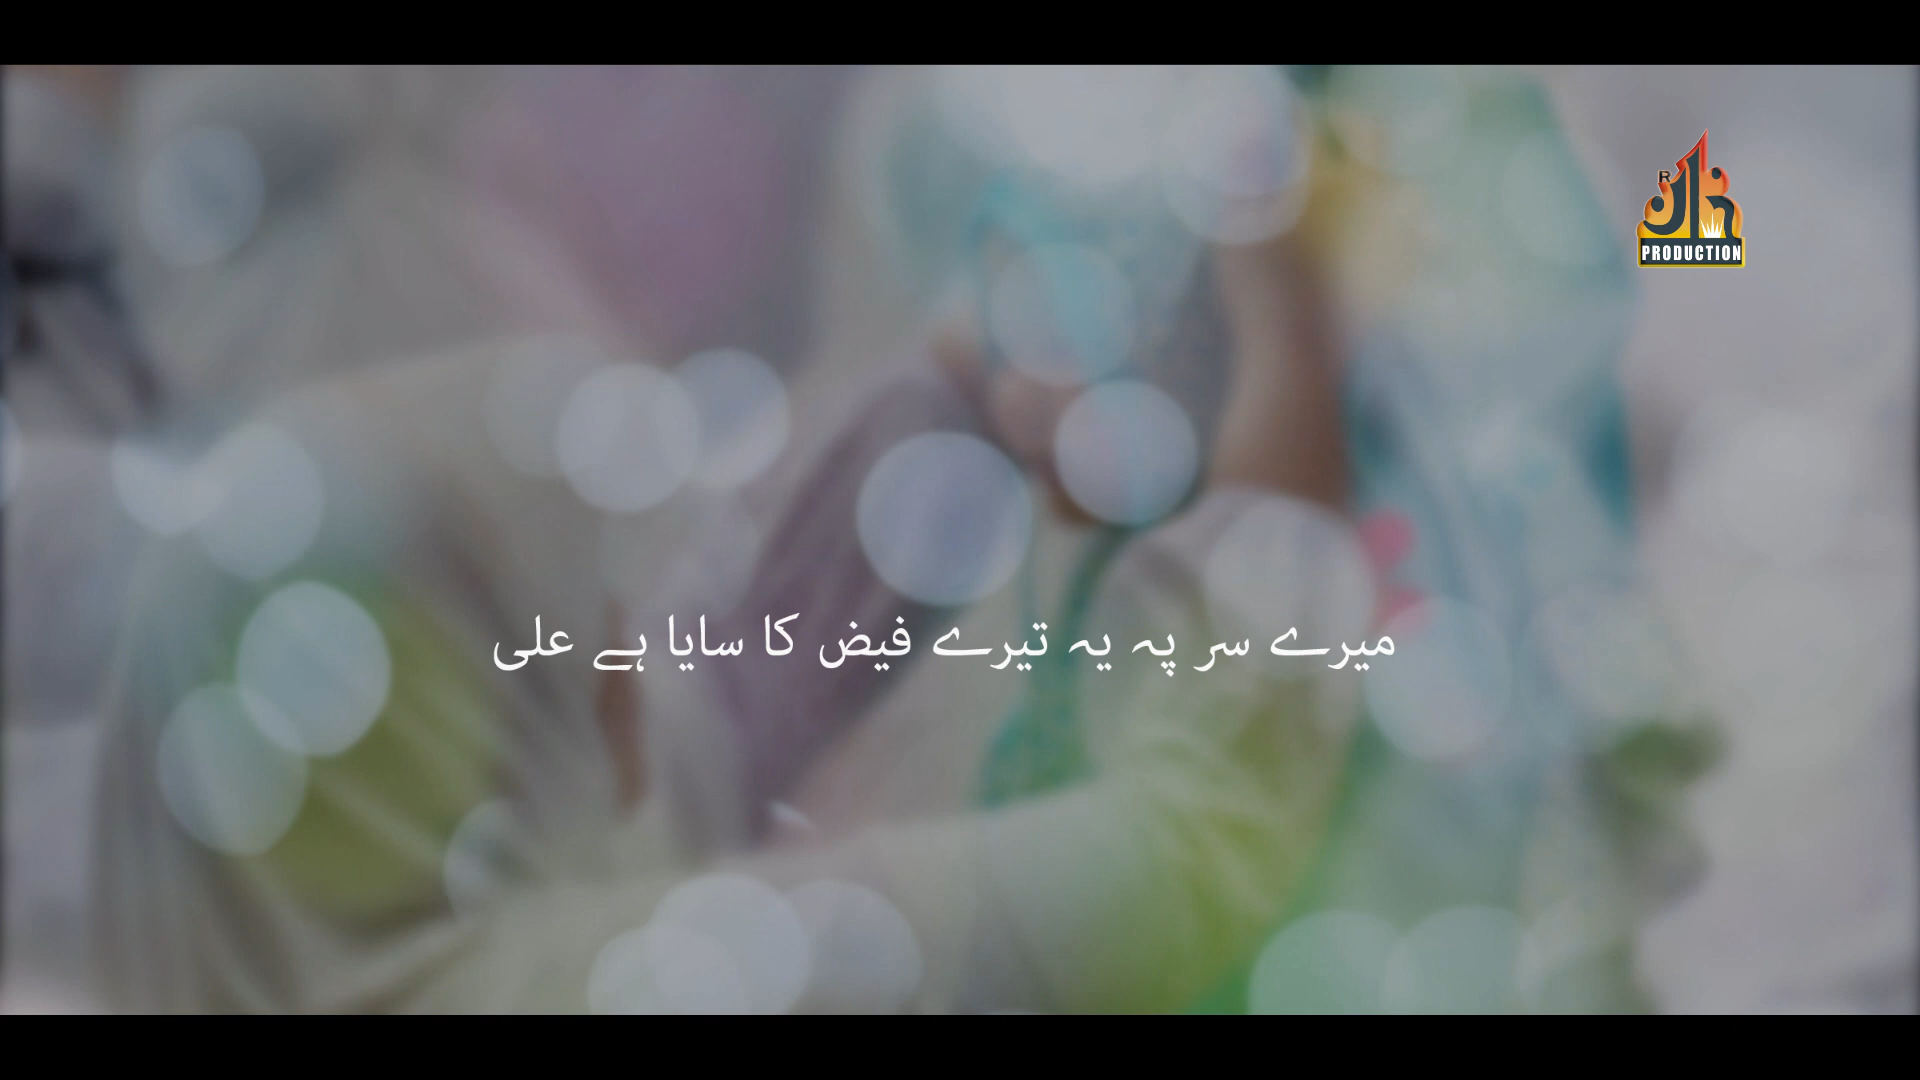 R
PRODUCTION
میرے سر پہ یہ تیرے فیض کا سایا ہے علی